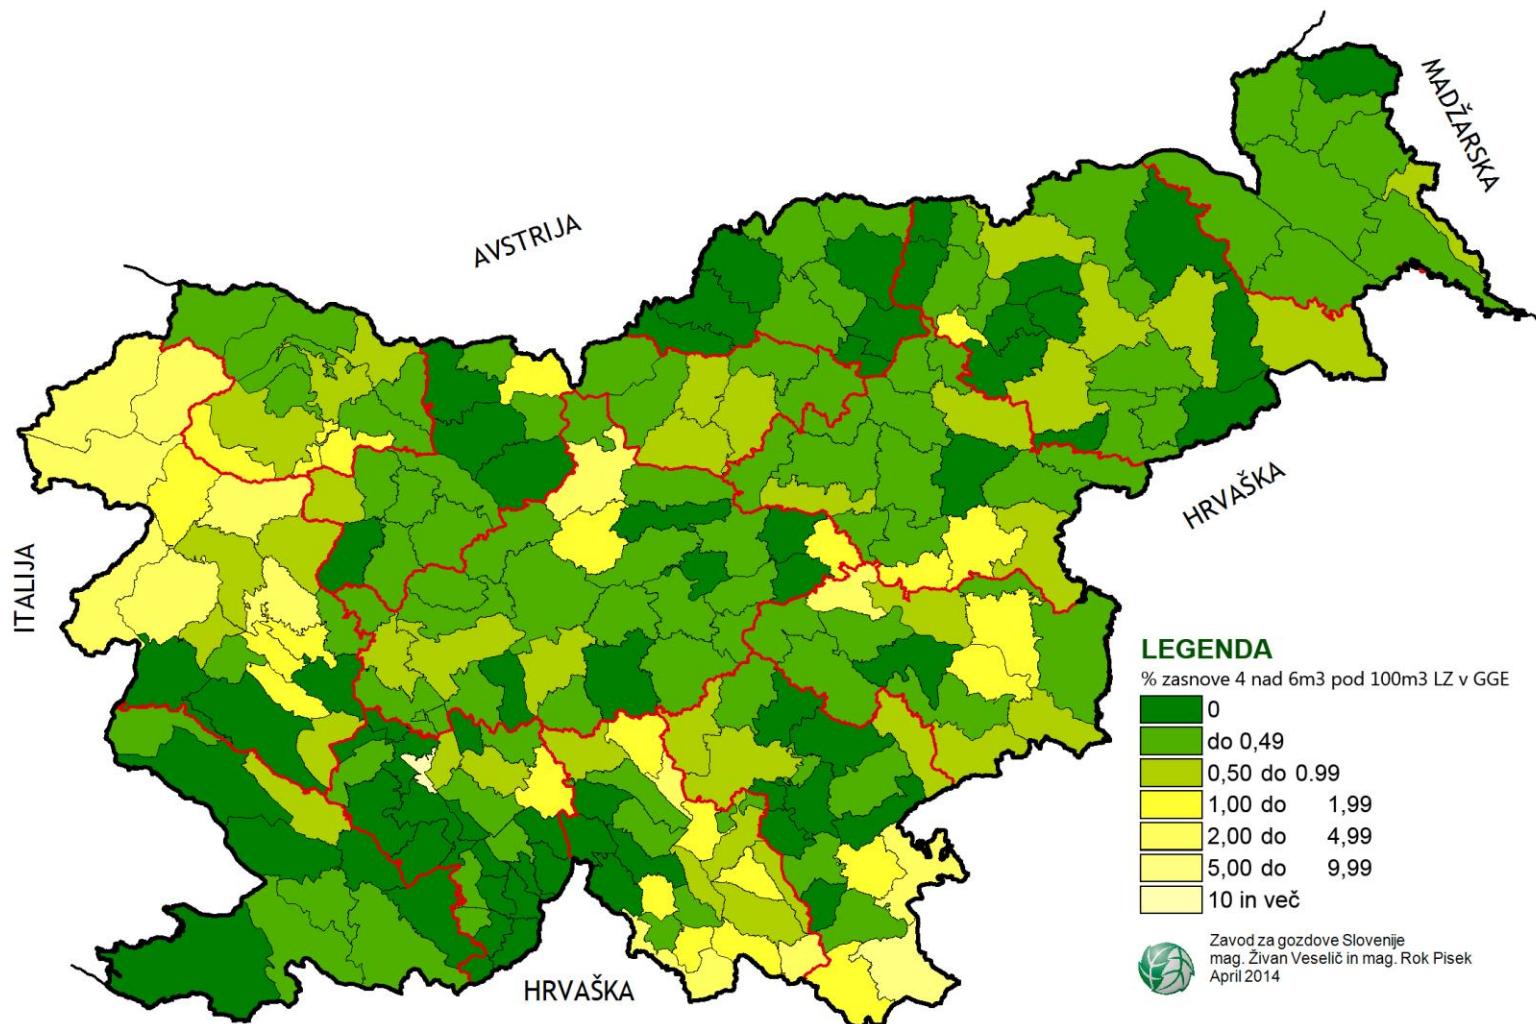 MADŽARSKA
AVSTRIJA
HRVAŠKA
ITALIJA
HRVAŠKA
LEGENDA
% zasnove 4 nad 6m3 pod 100m3 LZ v GGE
0
do 0,49
0,50 do 0.99
1,00 do 1,99
2,00 do 4,99
5,00 do 9,99
10 in več
Zavod za gozdove Slovenije
mag. Živan Veselič in mag. Rok Pisek
April 2014